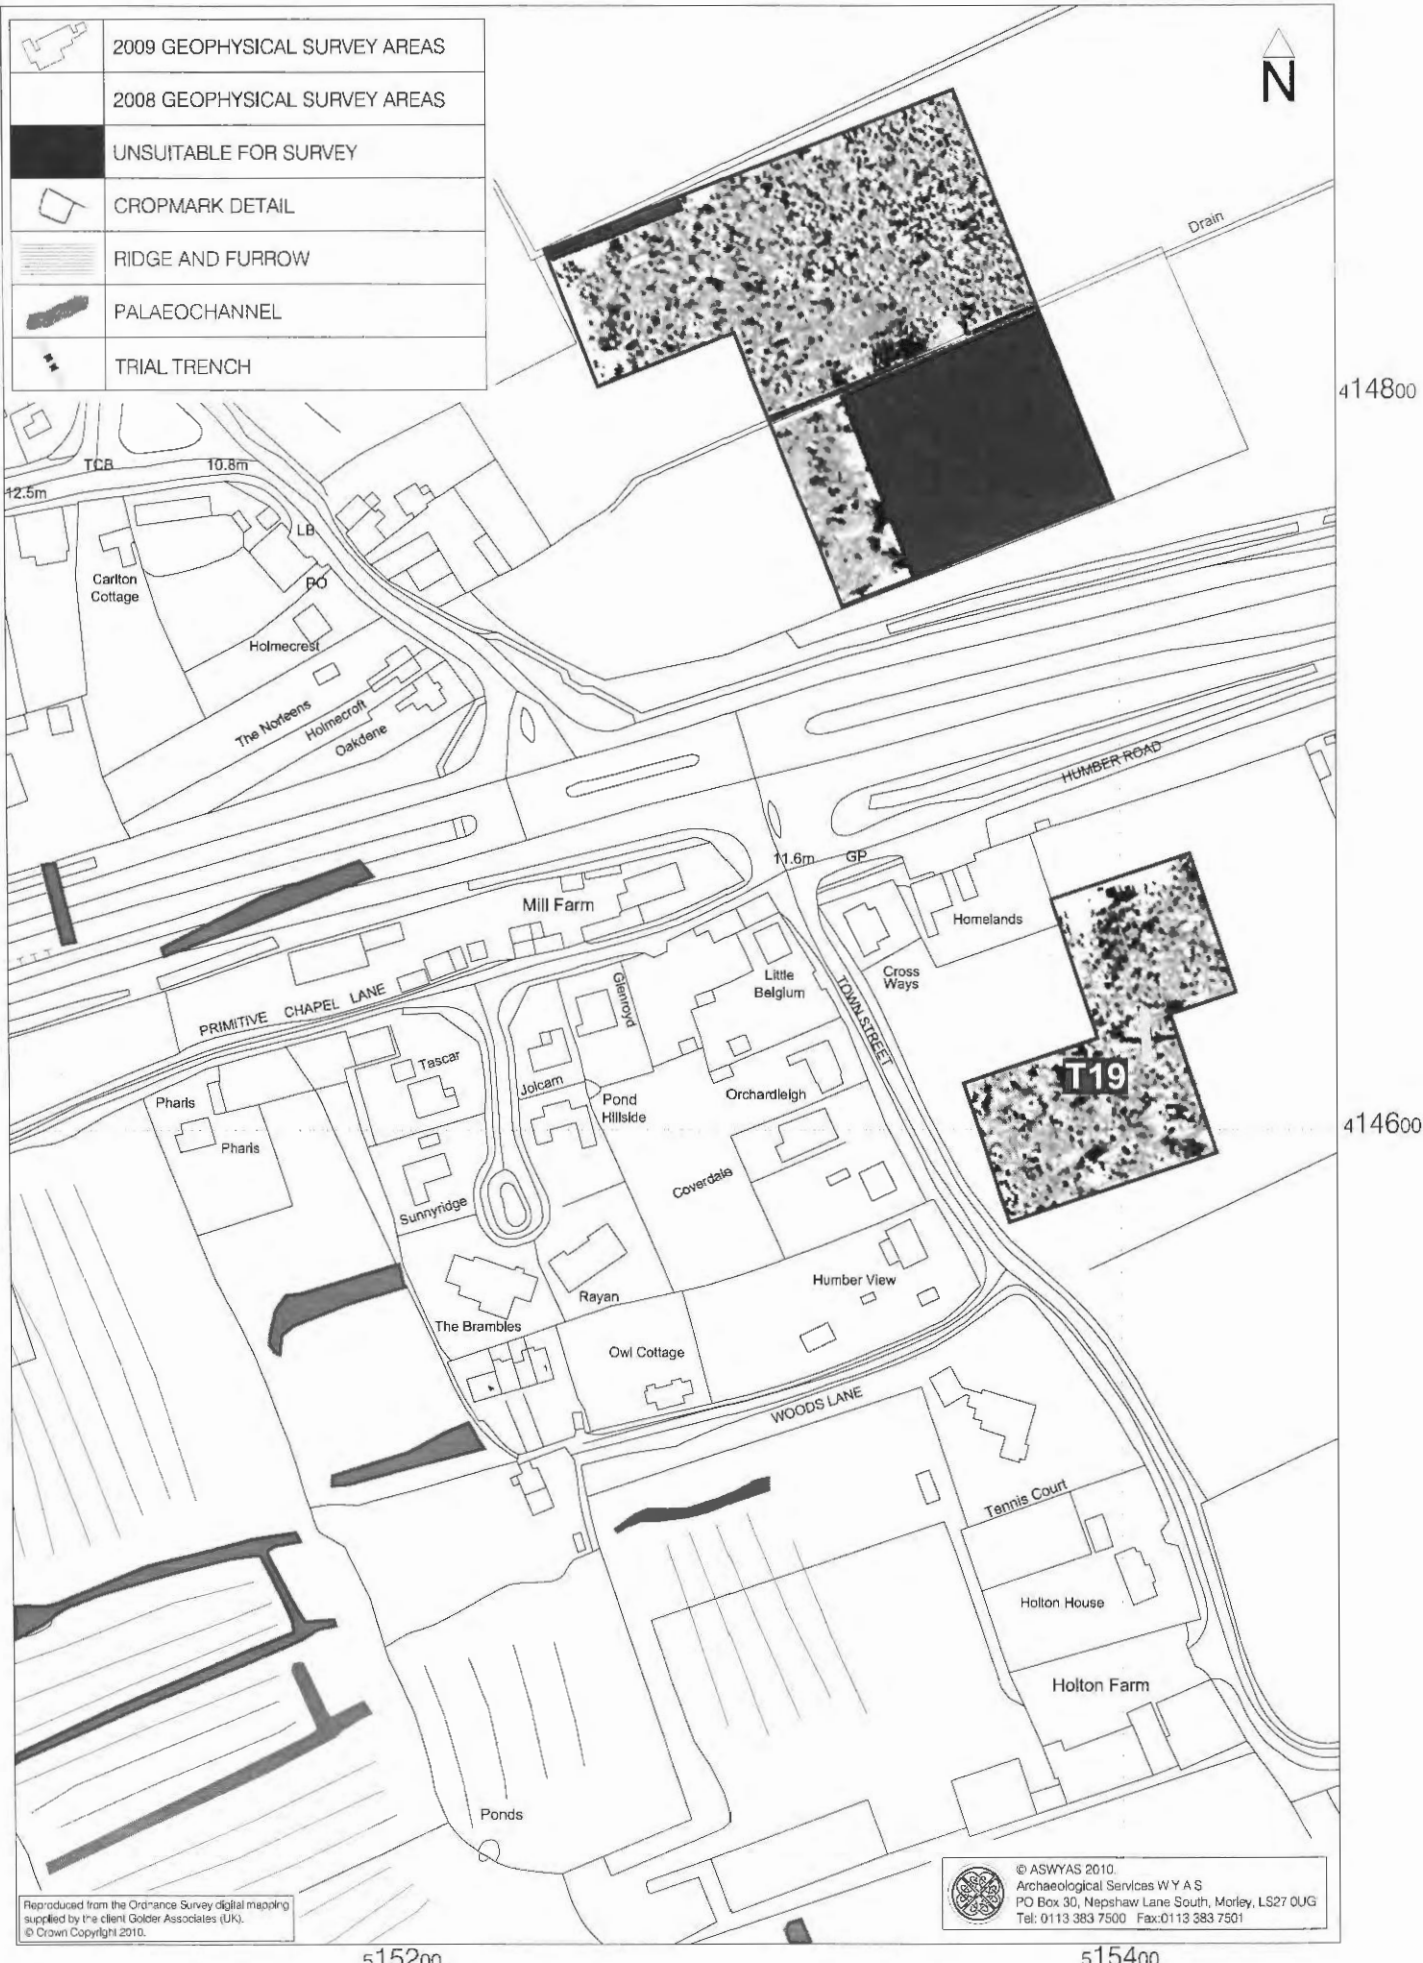 2009 GEOPHYSICAL SURVEY AREAS
2008 GEOPHYSICAL SURVEY AREAS
UNSUITABLE FOR SURVEY
CROPMARK DETAIL
RIDGE AND FURROW
PALAEOCHANNEL
TRIAL TRENCH
N
Drain
414800
TCB
10.8m
12.5m
LB
Carlton
Cottage
PO
Holmecrest
The Norleens
Holmecroft
Oakdene
HUMBER ROAD
11.6m
GP
Mill Farm
Homelands
Cross
Ways
Little
Belgium
Glenroyd
TOWN STREET
PRIMITIVE CHAPEL LANE
Tascar
Jolcam
T19
Pond
Hillside
Orchardleigh
Pharis
Pharis
414600
Coverdale
Sunnyridge
Humber View
Rayan
The Brambles
Owl Cottage
1
4
WOODS LANE
Tennis Court
Holton House
Holton Farm
Ponds
Reproduced from the Ordnance Survey digital mapping
supplied by the client Golder Associates (UK).
© Crown Copyright 2010.
© ASWYAS 2010.
Archaeological Services W Y A S
PO Box 30, Nepshaw Lane South, Morley, LS27 0UG
Tel: 0113 383 7500 Fax:0113 383 7501
515200
515400